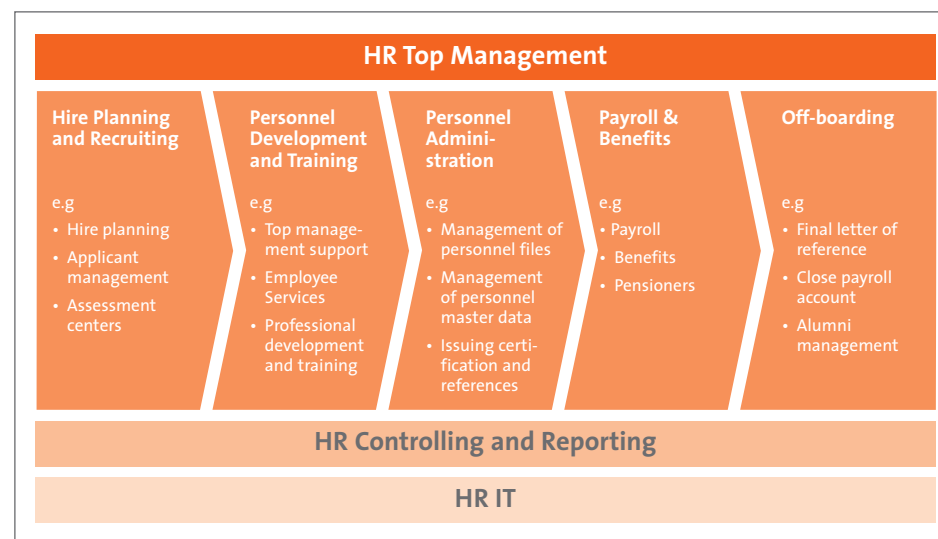 HR Top Management
Hire Planning
and Recruiting
e.g
• Hire planning
• Applicant
management
• Assessment
centers
Personnel
Development
and Training
e.g
• Top manage-
ment support
• Employee
Services
• Professional
development
and training
Personnel
Admini-
stration
e.g
• Management of
personnel files
• Management
of personnel
master data
• Issuing certi-
fication and
references
Payroll &
Benefits
e.g
• Payroll
• Benefits
• Pensioners
Off-boarding
e.g
• Final letter of
reference
• Close payroll
account
• Alumni
management
HR Controlling and Reporting
HR IT